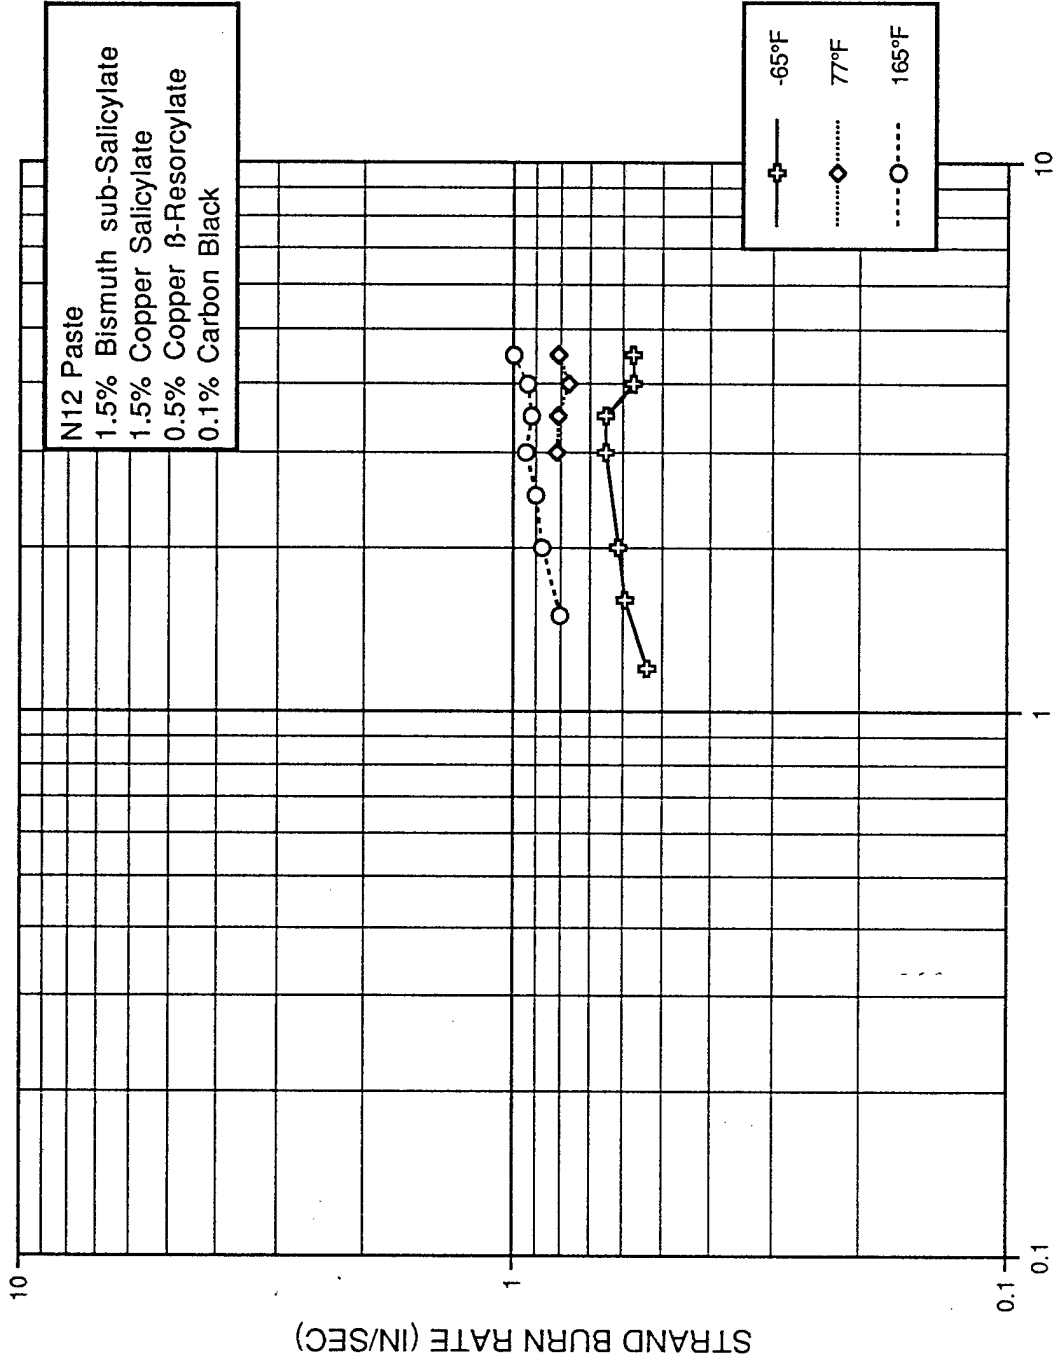 N12 Paste
1.5% Bismuth sub-Salicylate
1.5% Copper Salicylate
0.5% Copper ß-Resorcylate
0.1% Carbon Black
-65°F
77°F
165°F
10
1
0.1
STRAND BURN RATE (IN/SEC)
0.1
1
10